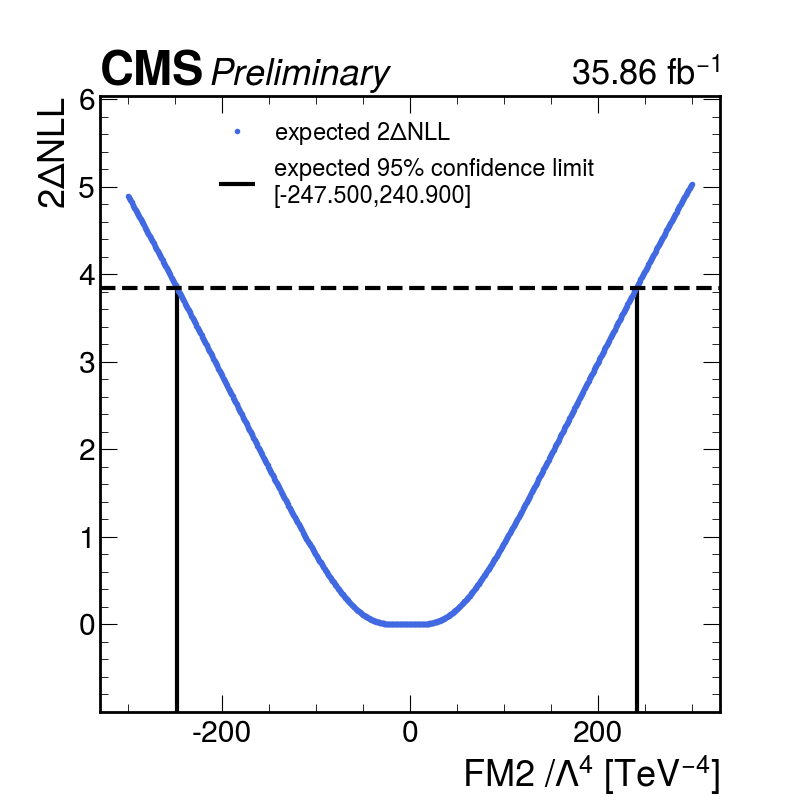 CMS Preliminary 35.86 fb⁻¹
2ΔNLL
expected 2ΔNLL
expected 95% confidence limit
[-247.500,240.900]
6
5
4
3
2
1
0
-200 0 200
FM2 /Λ⁴ [TeV⁻⁴]